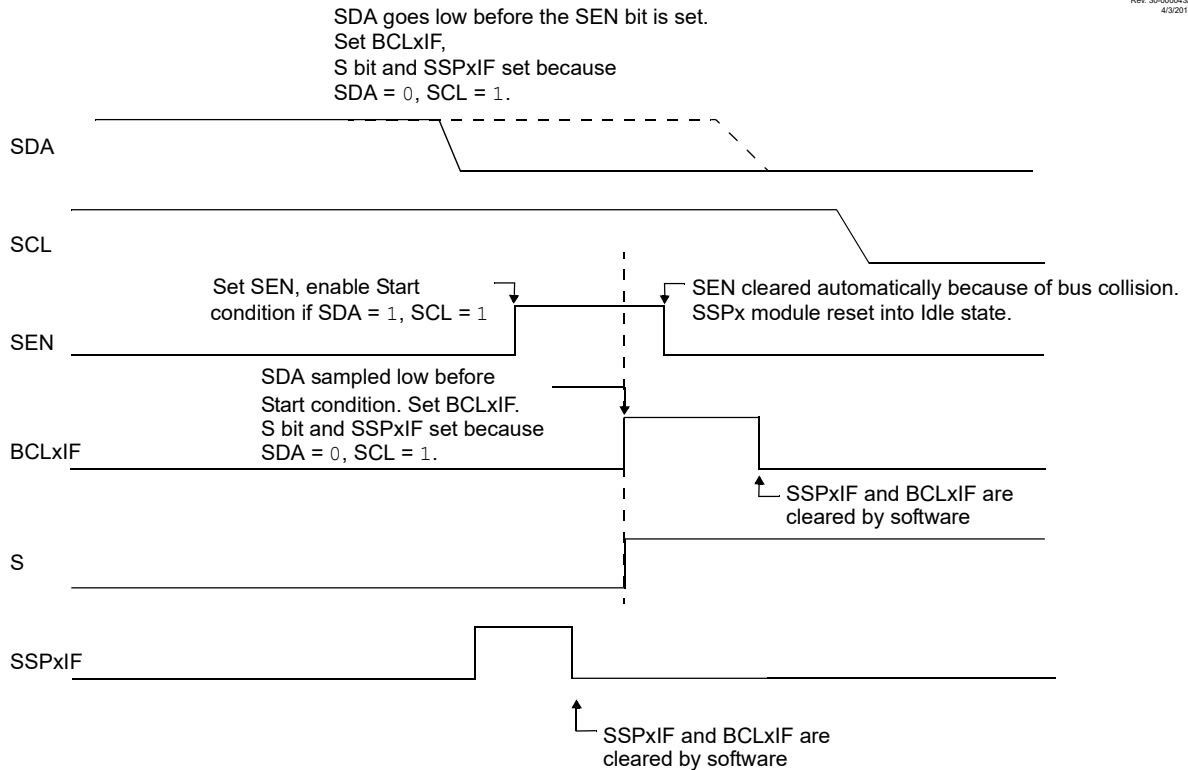 SDA goes low before the SEN bit is set.
Set BCLxIF,
S bit and SSPxIF set because
SDA = 0, SCL = 1.
4/3/201
SDA
SCL
Set SEN, enable Start
condition if SDA = 1, SCL = 1
SEN cleared automatically because of bus collision.
SSPx module reset into Idle state.
SEN
SDA sampled low before
Start condition. Set BCLxIF.
S bit and SSPxIF set because
SDA = 0, SCL = 1.
BCLxIF
SSPxIF and BCLxIF are
cleared by software
S
SSPxIF
SSPxIF and BCLxIF are
cleared by software